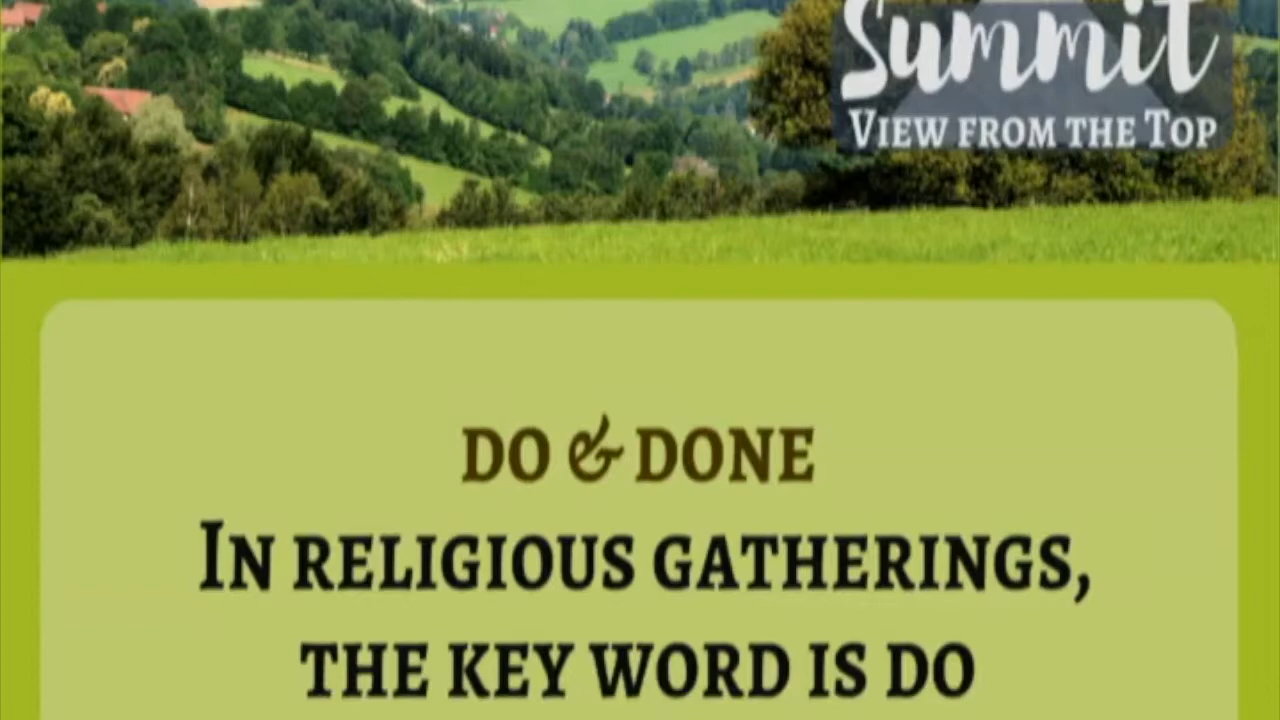 Summit
VIEW FROM THE TOP
DO & DONE
IN RELIGIOUS GATHERINGS,
THE KEY WORD IS DO